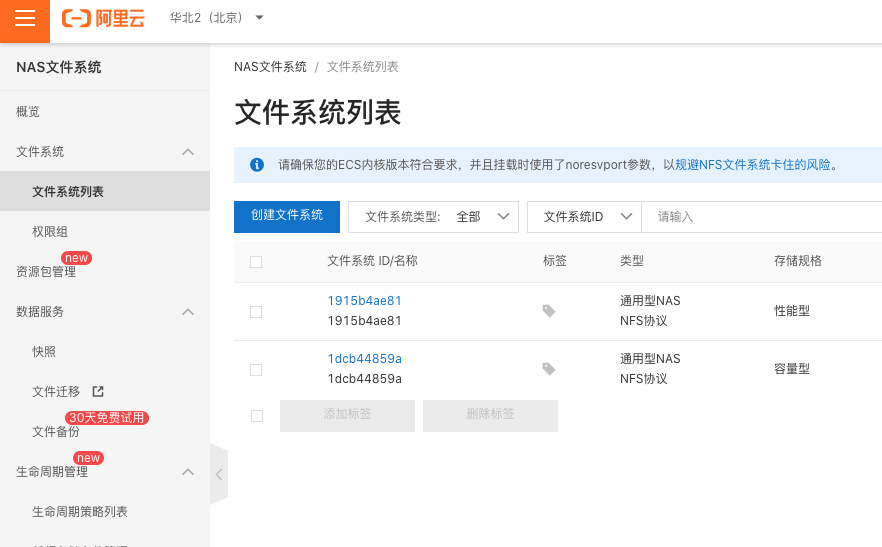 阿里云
华北2（北京）
NAS文件系统
概览
文件系统
文件系统列表
权限组
new
资源包管理
数据服务
快照
文件迁移
30天免费试用
文件备份
new
生命周期管理
生命周期策略列表
NAS文件系统 / 文件系统列表
文件系统列表
请确保您的ECS内核版本符合要求，并且挂载时使用了noresvport参数，以规避NFS文件系统卡住的风险。
创建文件系统 文件系统类型: 全部 文件系统ID 请输入
文件系统 ID/名称 标签 类型 存储规格
1915b4ae81 通用型NAS
1915b4ae81 NFS协议 性能型
1dcb44859a 通用型NAS
1dcb44859a NFS协议 容量型
添加标签 删除标签